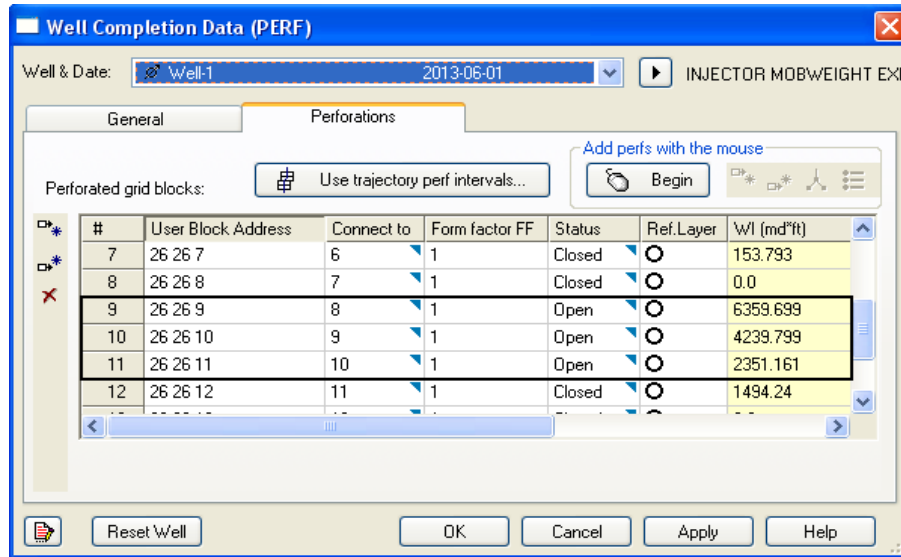 Well Completion Data (PERF)
Well & Date: Well-1 2013-06-01 INJECTOR MOBWEIGHT EX
General Perforations
Add perfs with the mouse
Perforated grid blocks: Use trajectory perf intervals... Begin
# User Block Address Connect to Form factor FF Status Ref.Layer WI (md*ft)
7 26 26 7 6 1 Closed 153.793
8 26 26 8 7 1 Closed 0.0
9 26 26 9 8 1 Open 6359.699
10 26 26 10 9 1 Open 4239.799
11 26 26 11 10 1 Open 2351.161
12 26 26 12 11 1 Closed 1494.24
Reset Well OK Cancel Apply Help